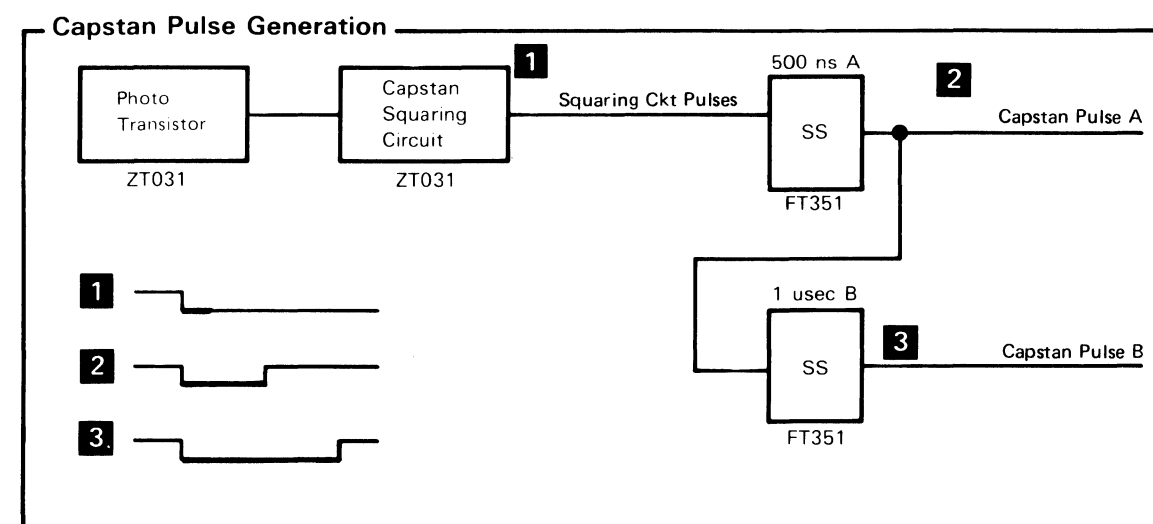 Capstan Pulse Generation
Photo
Transistor
ZT031
Capstan
Squaring
Circuit
ZT031
1
Squaring Ckt Pulses
500 ns A
SS
FT351
2
Capstan Pulse A
1 usec B
SS
FT351
3
Capstan Pulse B
1
2
3.